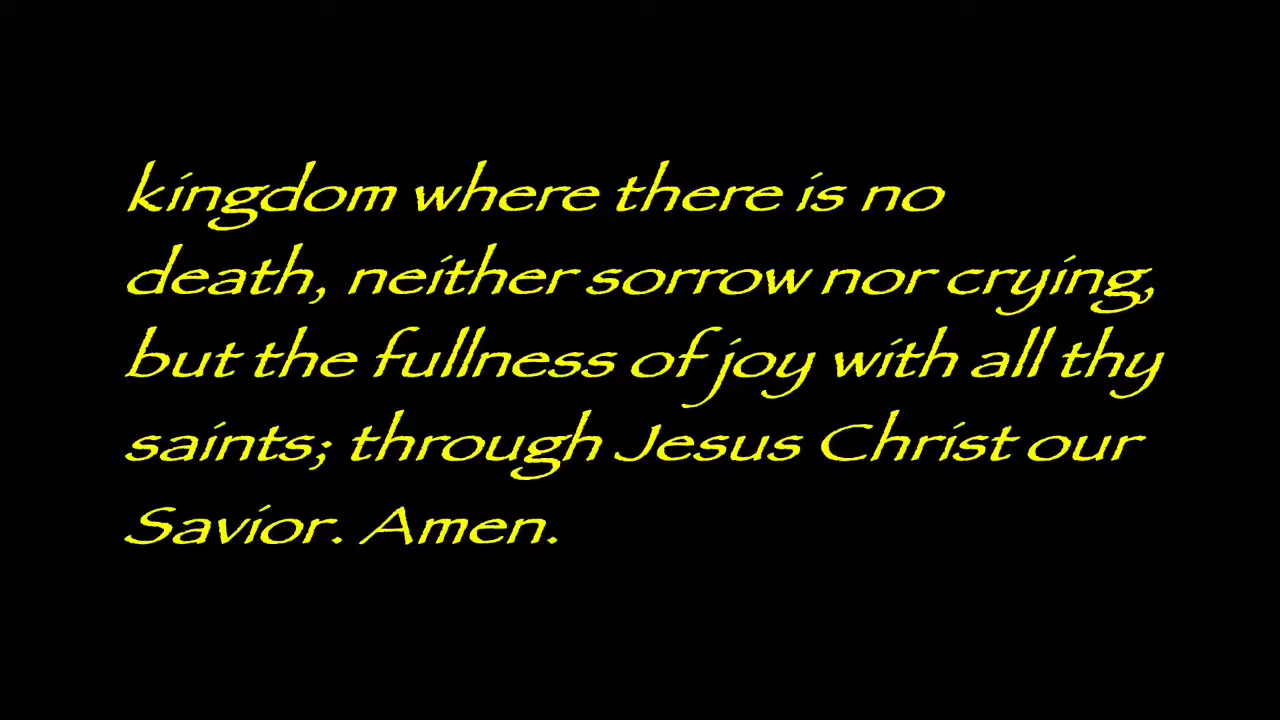 kingdom where there is no
death, neither sorrow nor crying,
but the fullness of joy with all thy
saints; through Jesus Christ our
Savior. Amen.